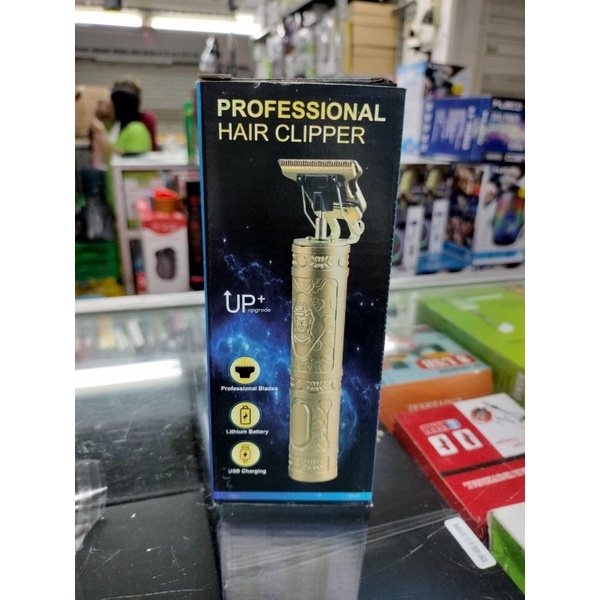 PROFESSIONAL
HAIR CLIPPER
UP+
upgrade
Professional Blades
Lithium Battery
USB Charging